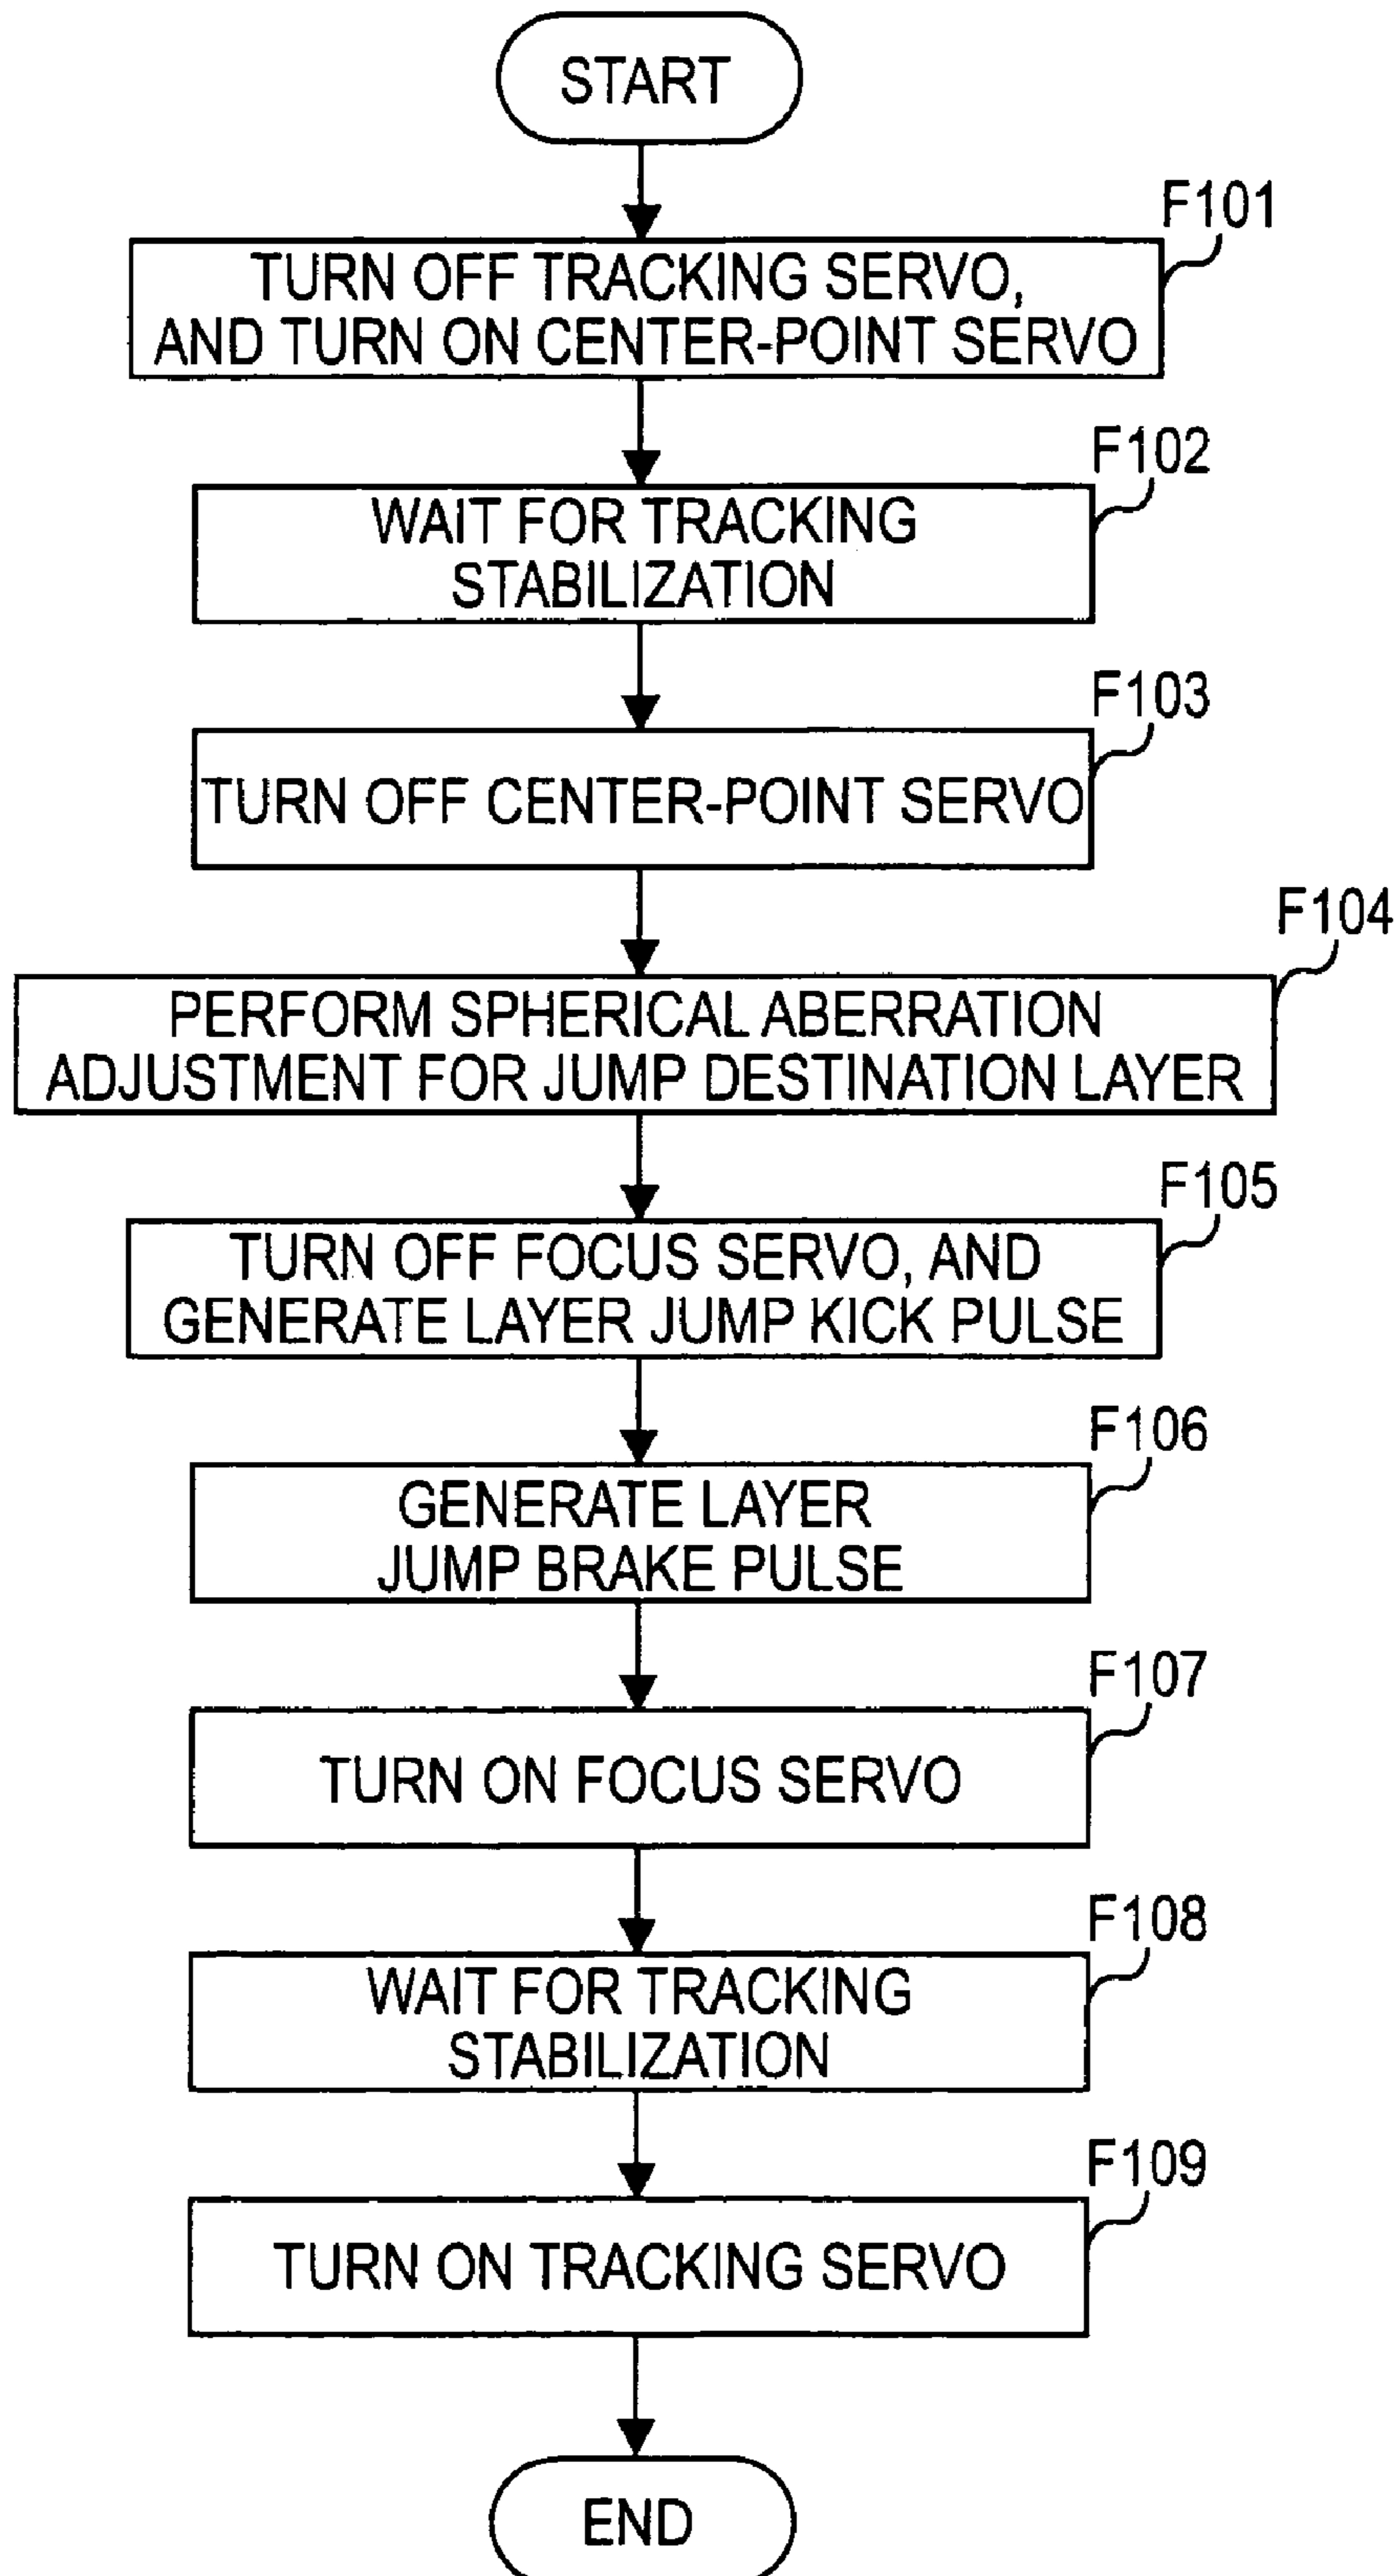 START
F101
TURN OFF TRACKING SERVO,
AND TURN ON CENTER-POINT SERVO
F102
WAIT FOR TRACKING
STABILIZATION
F103
TURN OFF CENTER-POINT SERVO
F104
PERFORM SPHERICAL ABERRATION
ADJUSTMENT FOR JUMP DESTINATION LAYER
F105
TURN OFF FOCUS SERVO, AND
GENERATE LAYER JUMP KICK PULSE
F106
GENERATE LAYER
JUMP BRAKE PULSE
F107
TURN ON FOCUS SERVO
F108
WAIT FOR TRACKING
STABILIZATION
F109
TURN ON TRACKING SERVO
END